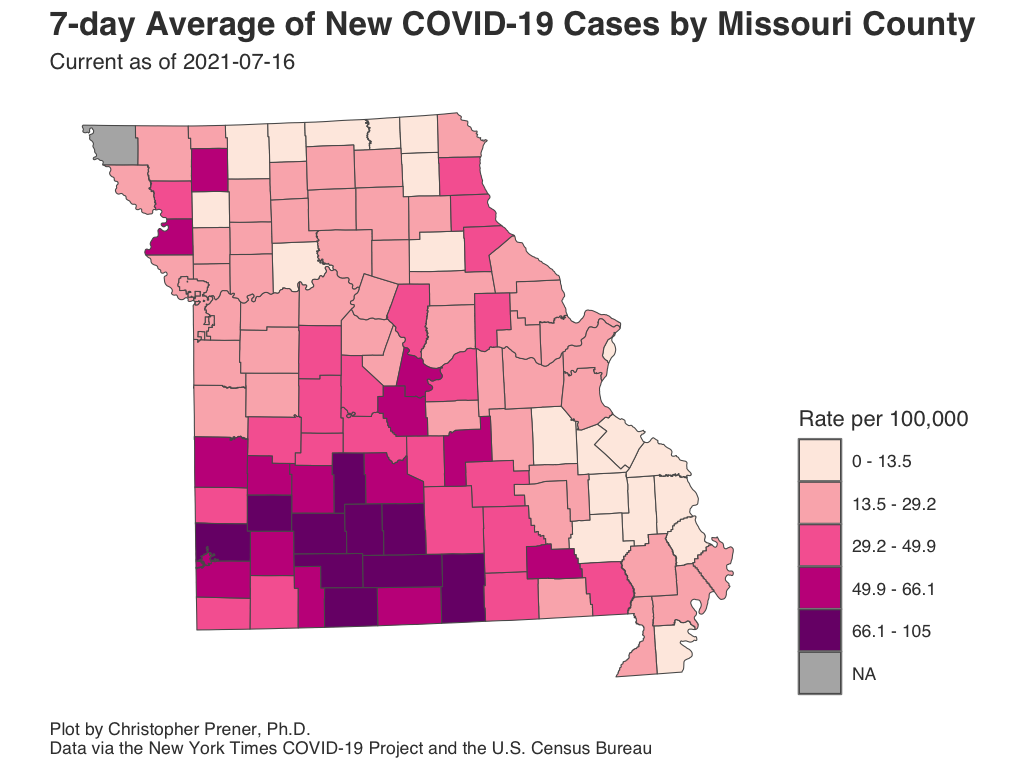 7-day Average of New COVID-19 Cases by Missouri County
Current as of 2021-07-16
Rate per 100,000
0 - 13.5
13.5 - 29.2
29.2 - 49.9
49.9 - 66.1
66.1 - 105
NA
Plot by Christopher Prener, Ph.D.
Data via the New York Times COVID-19 Project and the U.S. Census Bureau